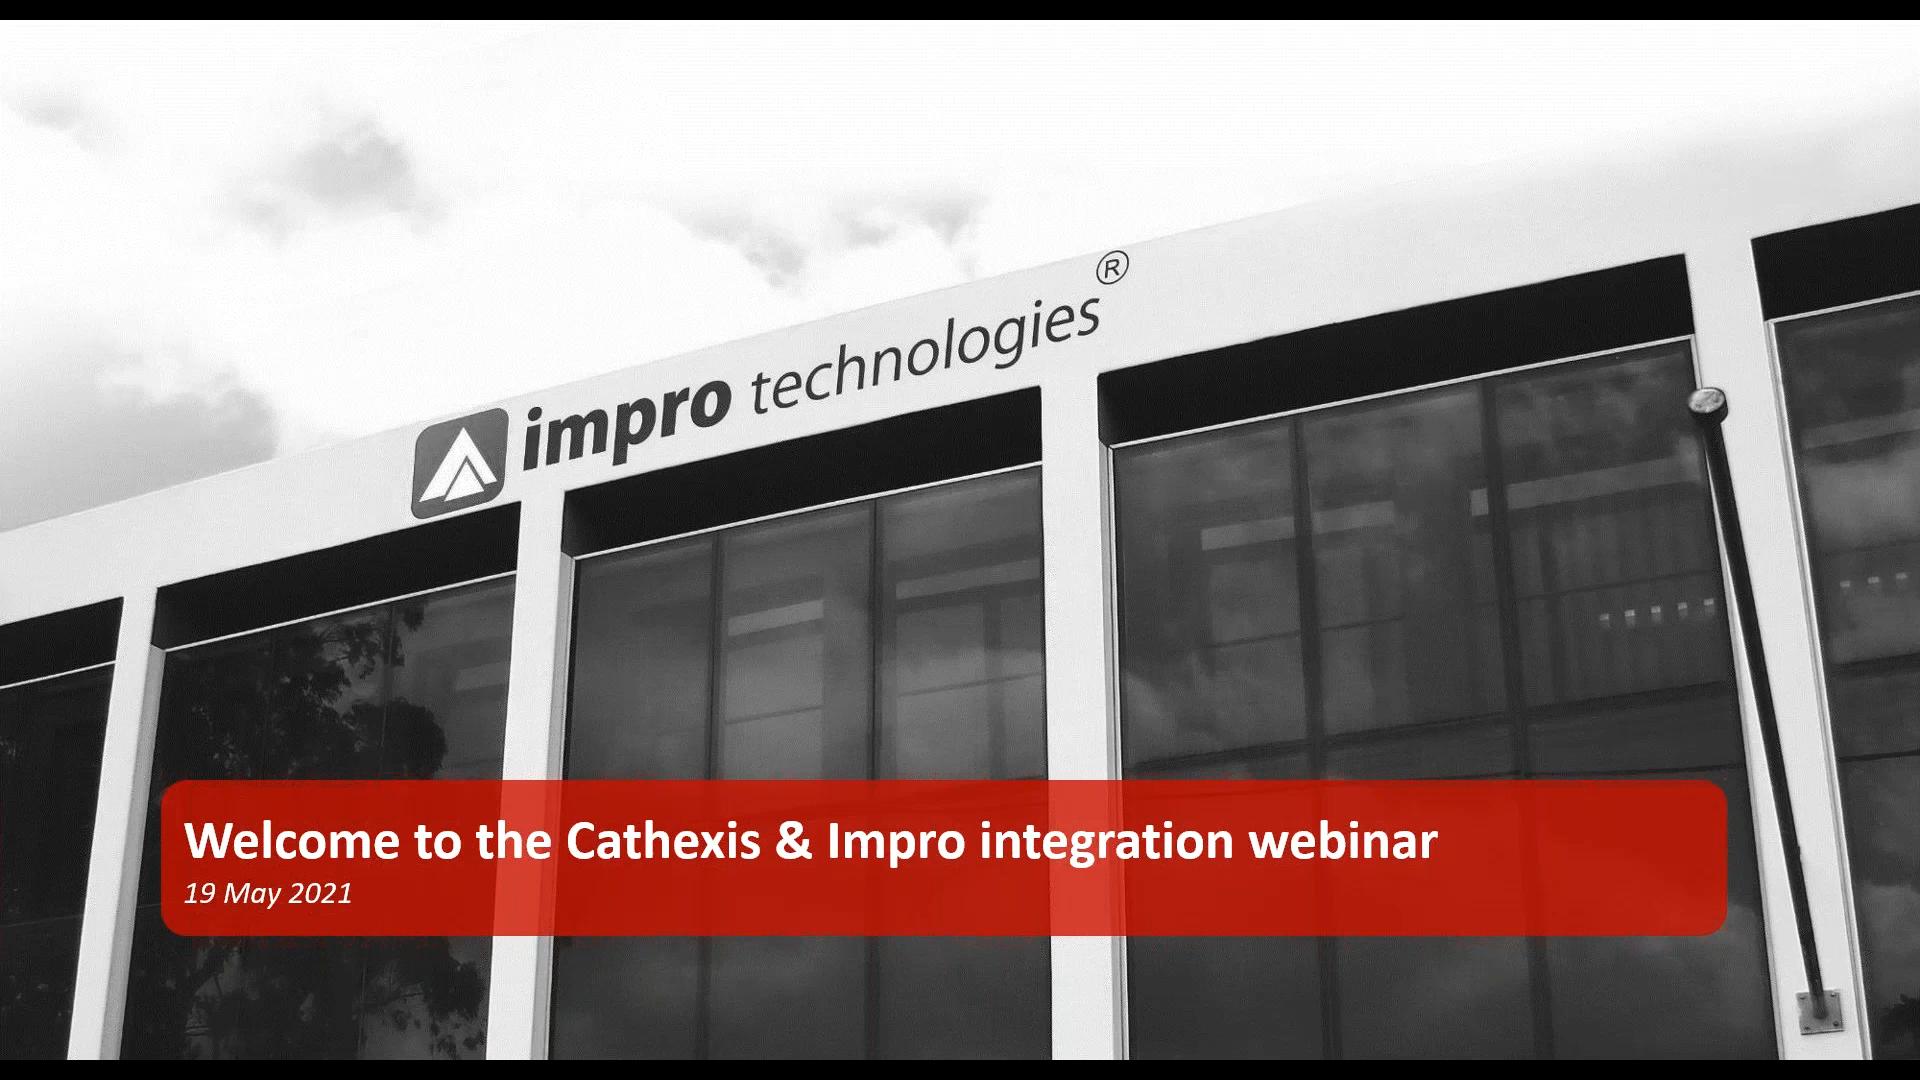 impro technologies®
Welcome to the Cathexis & Impro integration webinar
19 May 2021